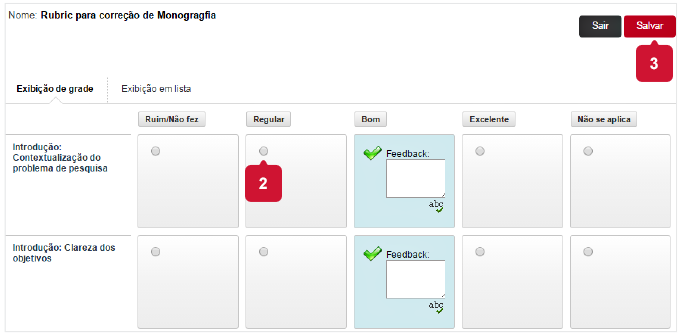 Nome: Rubric para correção de Monogragfia
Sair
Salvar
3
Exibição de grade
Exibição em lista
Ruim/Não fez
Regular
Bom
Excelente
Não se aplica
Introdução:
Contextualização do
problema de pesquisa
2
Feedback:
abc
Introdução: Clareza dos
objetivos
Feedback:
abc